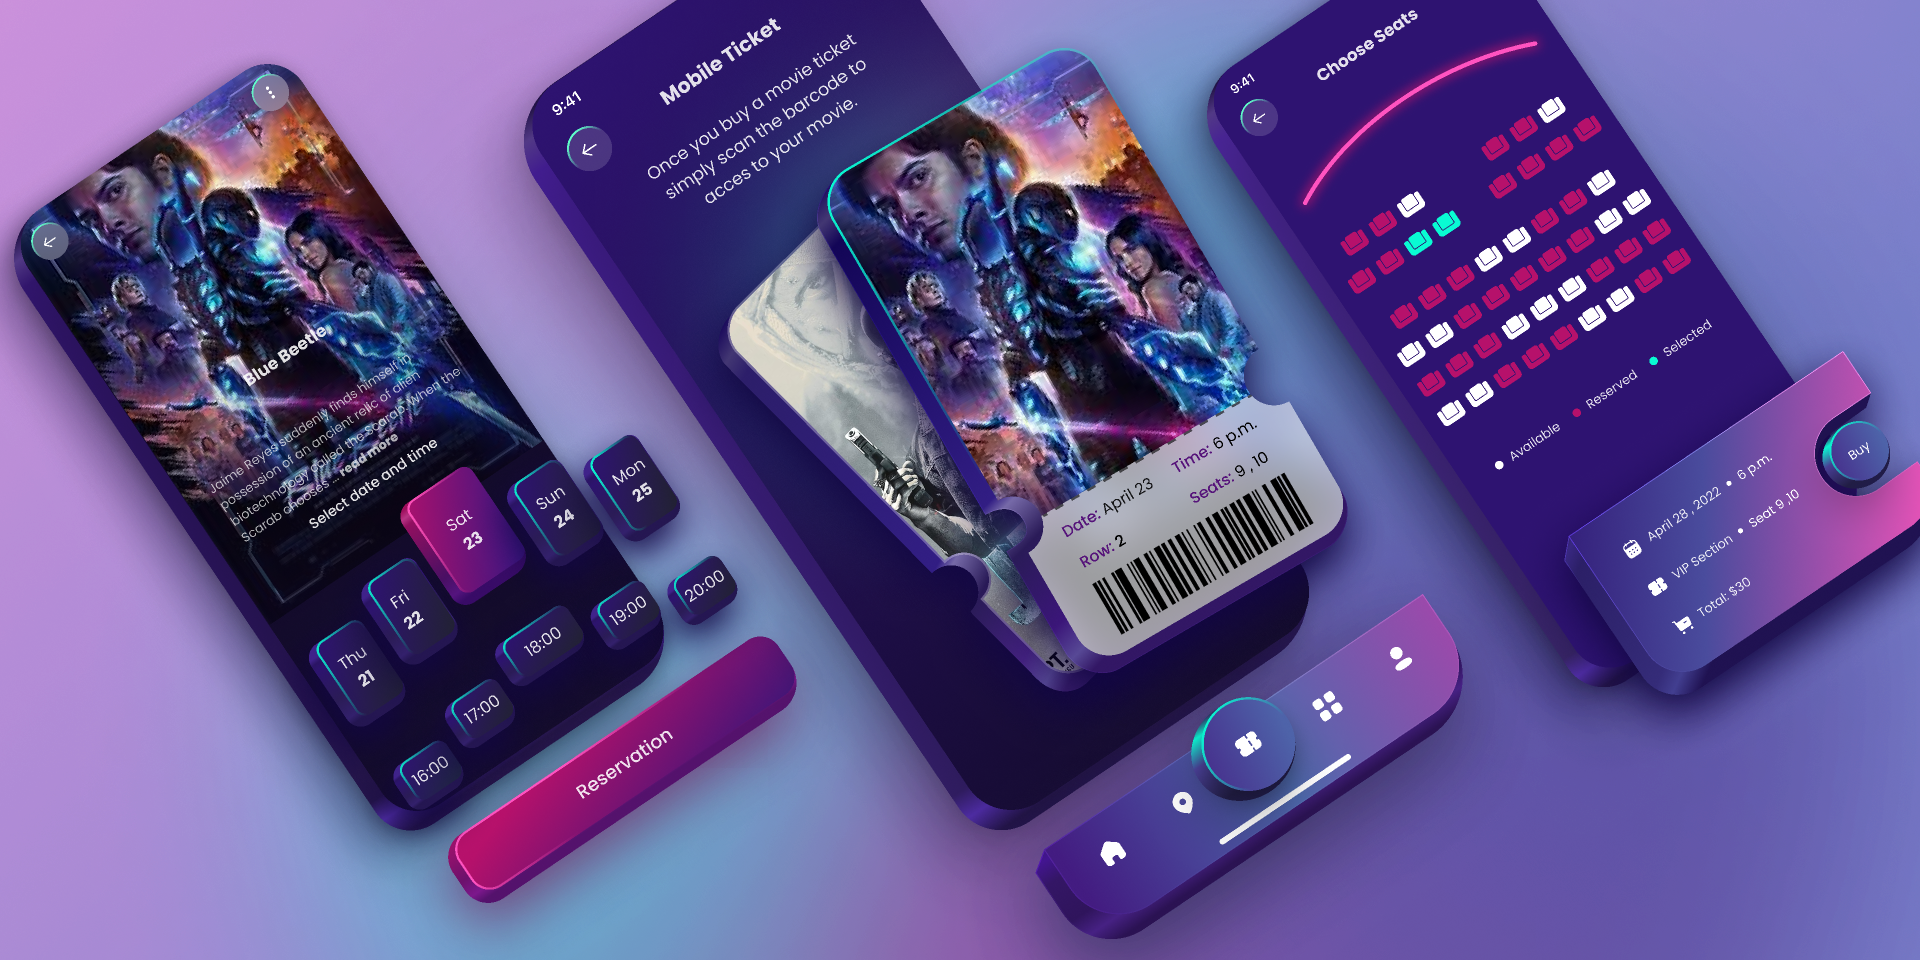 Blue Beetle
Jaime Reyes suddenly finds himself in
possession of an ancient relic of alien
biotechnology called the Scarab. When the
Scarab chooses ... read more
Select date and time
Thu
21
Fri
22
Sat
23
Sun
24
Mon
25
16:00
17:00
18:00
19:00
20:00
Reservation
9:41
Mobile Ticket
Once you buy a movie ticket
simply scan the barcode to
acces to your movie.
Date: April 23
Time: 6 p.m.
Row: 2
Seats: 9 , 10
9:41
Choose Seats
Available
Reserved
Selected
April 28 , 2022 • 6 p.m.
VIP Section • Seat 9 ,10
Total: $30
Buy